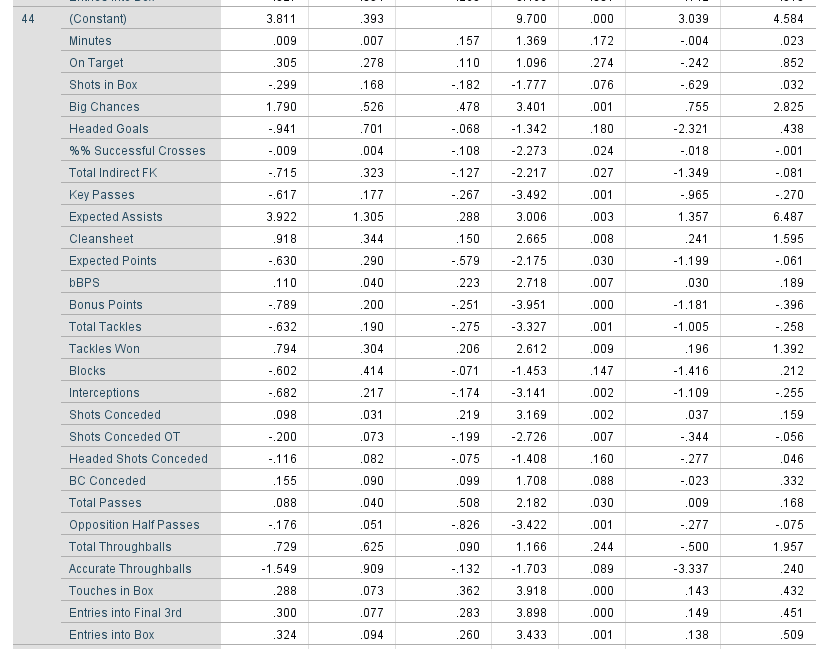 44 (Constant) 3.811 .393 9.700 .000 3.039 4.584
Minutes .009 .007 .157 1.369 .172 -.004 .023
On Target .305 .278 .110 1.096 .274 -.242 .852
Shots in Box -.299 .168 -.182 -1.777 .076 -.629 .032
Big Chances 1.790 .526 .478 3.401 .001 .755 2.825
Headed Goals -.941 .701 -.068 -1.342 .180 -2.321 .438
%% Successful Crosses -.009 .004 -.108 -2.273 .024 -.018 -.001
Total Indirect FK -.715 .323 -.127 -2.217 .027 -1.349 -.081
Key Passes -.617 .177 -.267 -3.492 .001 -.965 -.270
Expected Assists 3.922 1.305 .288 3.006 .003 1.357 6.487
Cleansheet .918 .344 .150 2.665 .008 .241 1.595
Expected Points -.630 .290 -.579 -2.175 .030 -1.199 -.061
bBPS .110 .040 .223 2.718 .007 .030 .189
Bonus Points -.789 .200 -.251 -3.951 .000 -1.181 -.396
Total Tackles -.632 .190 -.275 -3.327 .001 -1.005 -.258
Tackles Won .794 .304 .206 2.612 .009 .196 1.392
Blocks -.602 .414 -.071 -1.453 .147 -1.416 .212
Interceptions -.682 .217 -.174 -3.141 .002 -1.109 -.255
Shots Conceded .098 .031 .219 3.169 .002 .037 .159
Shots Conceded OT -.200 .073 -.199 -2.726 .007 -.344 -.056
Headed Shots Conceded -.116 .082 -.075 -1.408 .160 -.277 .046
BC Conceded .155 .090 .099 1.708 .088 -.023 .332
Total Passes .088 .040 .508 2.182 .030 .009 .168
Opposition Half Passes -.176 .051 -.826 -3.422 .001 -.277 -.075
Total Throughballs .729 .625 .090 1.166 .244 -.500 1.957
Accurate Throughballs -1.549 .909 -.132 -1.703 .089 -3.337 .240
Touches in Box .288 .073 .362 3.918 .000 .143 .432
Entries into Final 3rd .300 .077 .283 3.898 .000 .149 .451
Entries into Box .324 .094 .260 3.433 .001 .138 .509